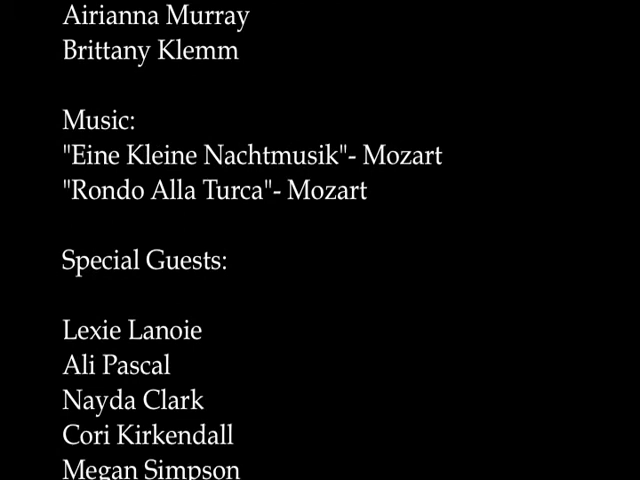 Airianna Murray
Brittany Klemm
Music:
"Eine Kleine Nachtmusik"- Mozart
"Rondo Alla Turca"- Mozart
Special Guests:
Lexie Lanoie
Ali Pascal
Nayda Clark
Cori Kirkendall
Megan Simpson